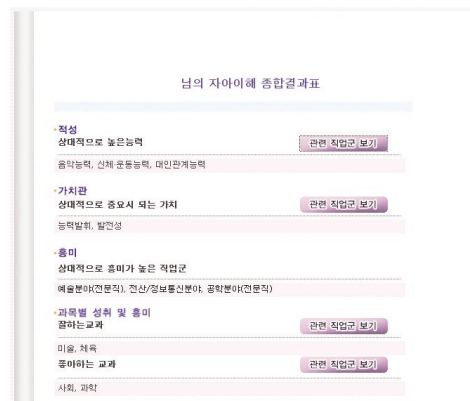 님의 자아이해 종합결과표
적성
상대적으로 높은능력
관련 직업군 보기
음악능력, 신체·운동능력, 대인관계능력
가치관
상대적으로 중요시 되는 가치
관련 직업군 보기
능력발휘, 발전성
흥미
상대적으로 흥미가 높은 직업군
예술분야(전문직), 전산/정보통신분야, 공학분야(전문직)
과목별 성취 및 흥미
잘하는교과
관련 직업군 보기
미술, 체육
좋아하는 교과
관련 직업군 보기
사회, 과학